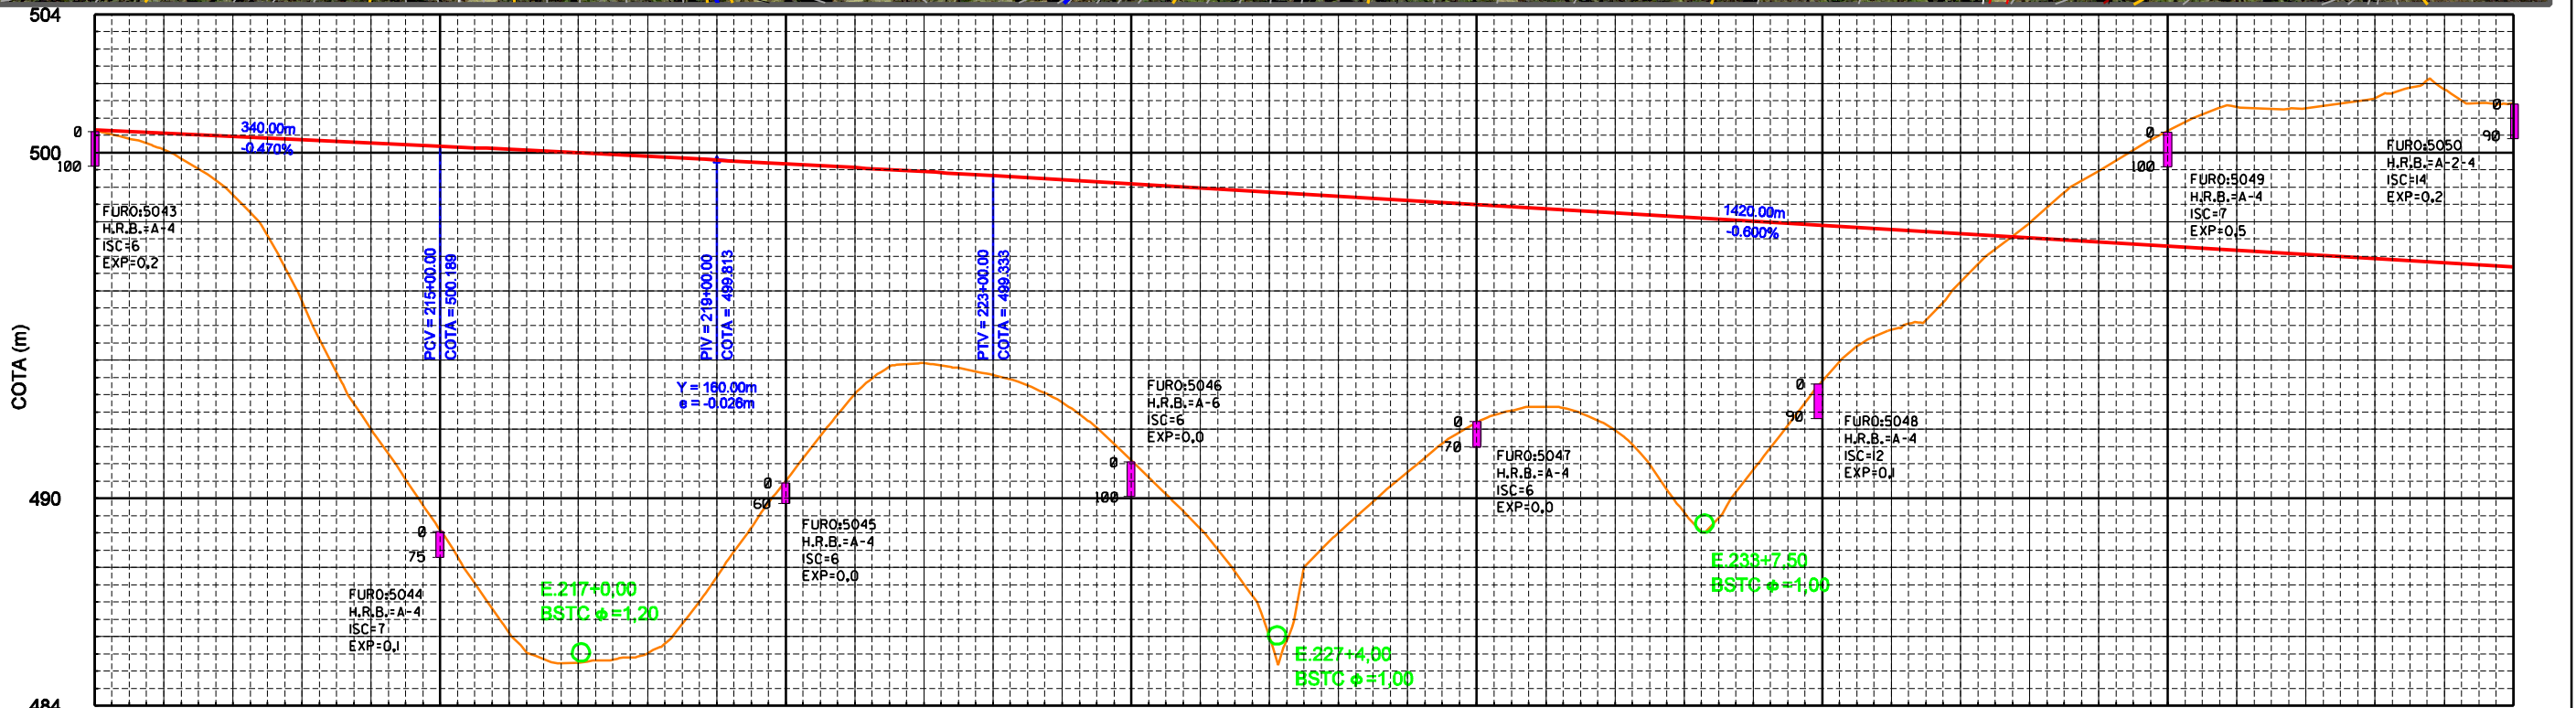 504
500
490
484
COTA (m)
0
100
FURO:5043
H.R.B.=A-4
ISC=6
EXP=0.2
340.00m
-0.470%
PCV = 215+00.00
COTA = 500.189
0
75
FURO:5044
H.R.B.=A-4
ISC=7
EXP=0.1
E.217+0,00
BSTC ϕ=1,20
PIV = 219+00.00
COTA = 499.813
Y = 160.00m
e = -0.026m
0
60
FURO:5045
H.R.B.=A-4
ISC=6
EXP=0.0
PTV = 223+00.00
COTA = 499.333
0
100
FURO:5046
H.R.B.=A-6
ISC=6
EXP=0.0
E.227+4,00
BSTC ϕ=1,00
0
70
FURO:5047
H.R.B.=A-4
ISC=6
EXP=0.0
1420.00m
-0.600%
E.233+7,50
BSTC ϕ=1,00
0
90
FURO:5048
H.R.B.=A-4
ISC=12
EXP=0.1
0
100
FURO:5049
H.R.B.=A-4
ISC=7
EXP=0.5
0
90
FURO:5050
H.R.B.=A-2-4
ISC=14
EXP=0.2